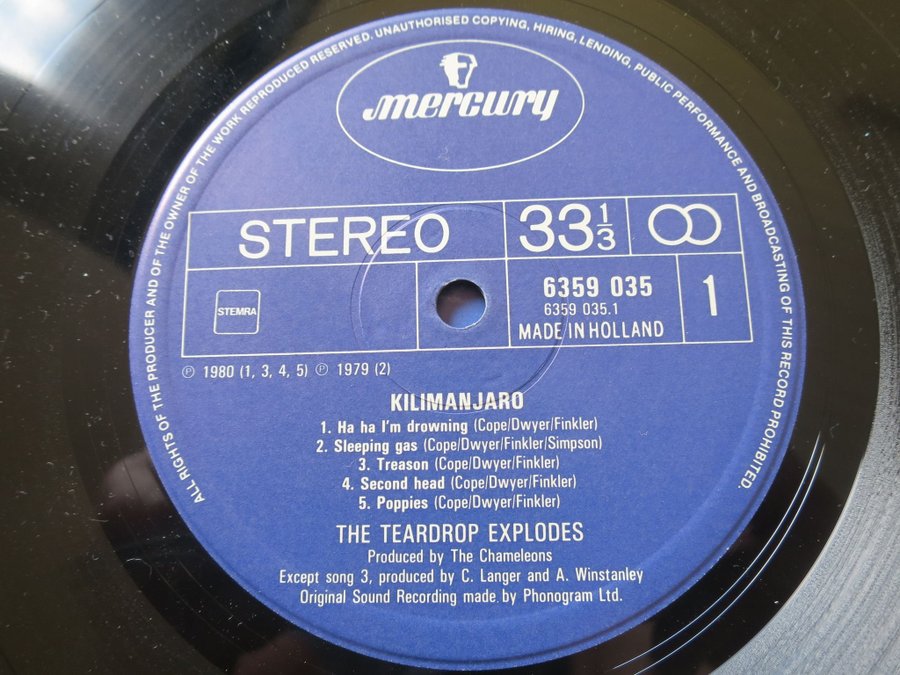 ALL RIGHTS OF THE PRODUCER AND OF THE OWNER OF THE WORK REPRODUCED RESERVED. UNAUTHORISED COPYING, HIRING, LENDING, PUBLIC PERFORMANCE AND BROADCASTING OF THIS RECORD PROHIBITED.
mercury
STEREO
33 1/3
STEMRA
6359 035
6359 035.1
MADE IN HOLLAND
1
℗ 1980 (1, 3, 4, 5) ℗ 1979 (2)
KILIMANJARO
1. Ha ha I'm drowning (Cope/Dwyer/Finkler)
2. Sleeping gas (Cope/Dwyer/Finkler/Simpson)
3. Treason (Cope/Dwyer/Finkler)
4. Second head (Cope/Dwyer/Finkler)
5. Poppies (Cope/Dwyer/Finkler)
THE TEARDROP EXPLODES
Produced by The Chameleons
Except song 3, produced by C. Langer and A. Winstanley
Original Sound Recording made by Phonogram Ltd.